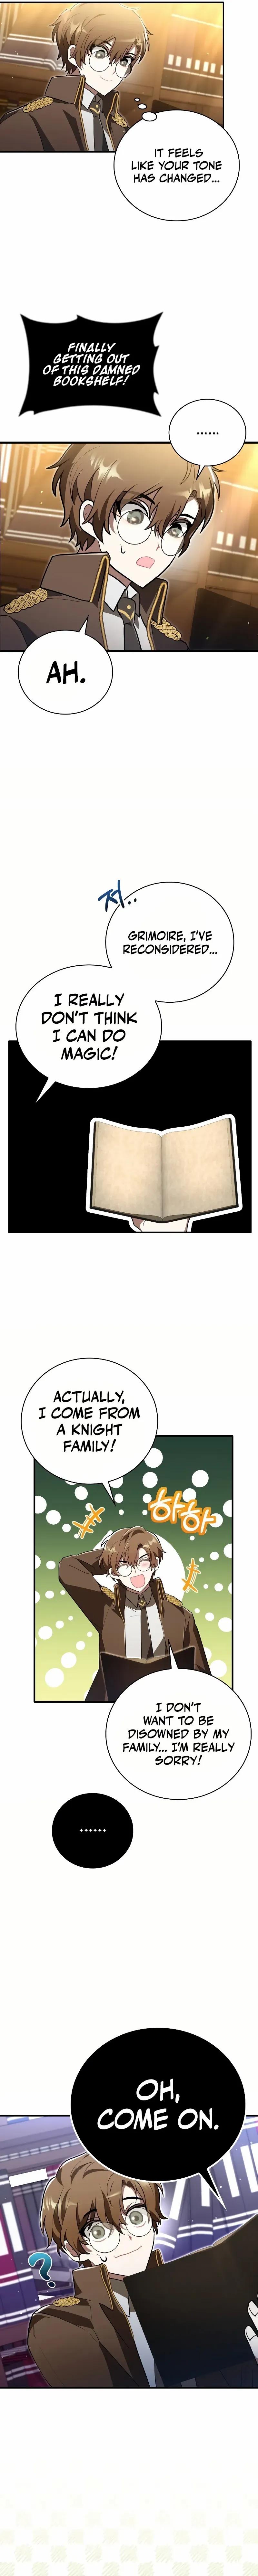 IT FEELS
LIKE YOUR TONE
HAS CHANGED...
FINALLY
GETTING OUT
OF THIS DAMNED
BOOKSHELF!
......
AH.
저..
GRIMOIRE, I'VE
RECONSIDERED...
I REALLY
DON'T THINK
I CAN DO
MAGIC!
ACTUALLY,
I COME FROM
A KNIGHT
FAMILY!
하하
I DON'T
WANT TO BE
DISOWNED BY MY
FAMILY... I'M REALLY
SORRY!
......
OH,
COME ON.
?